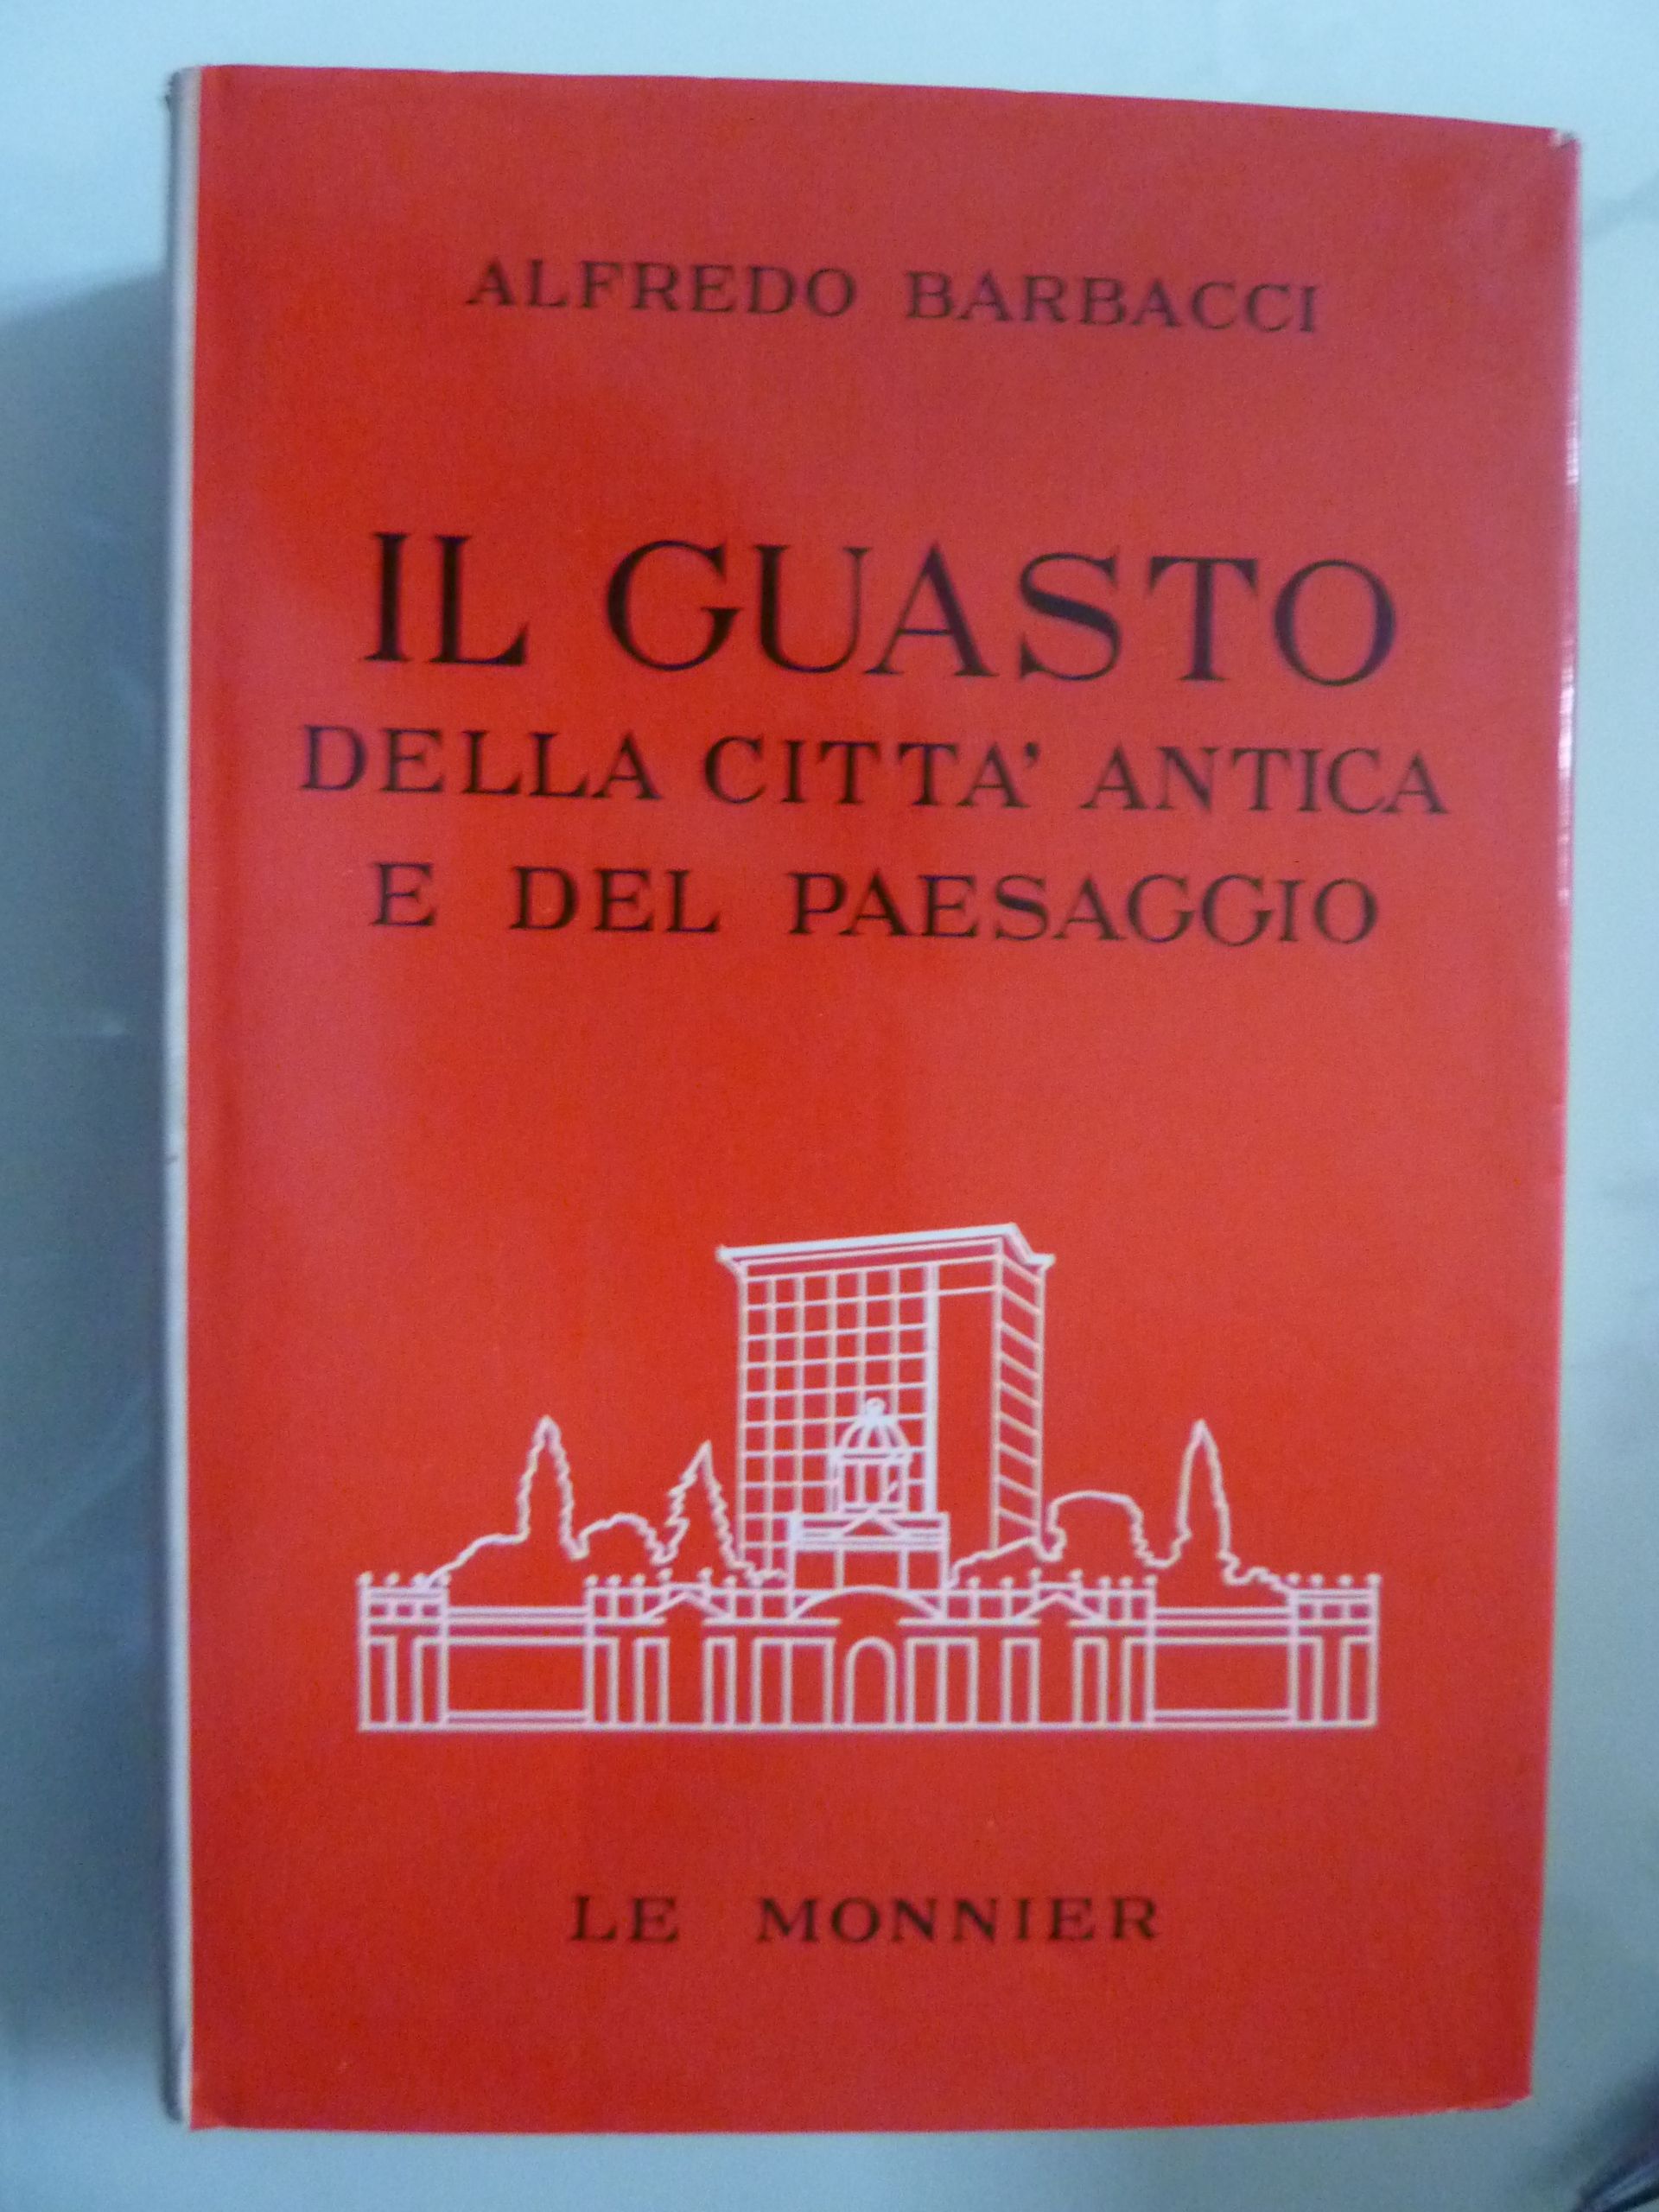 ALFREDO BARBACCI
IL GUASTO
DELLA CITTA' ANTICA
E DEL PAESAGGIO
LE MONNIER